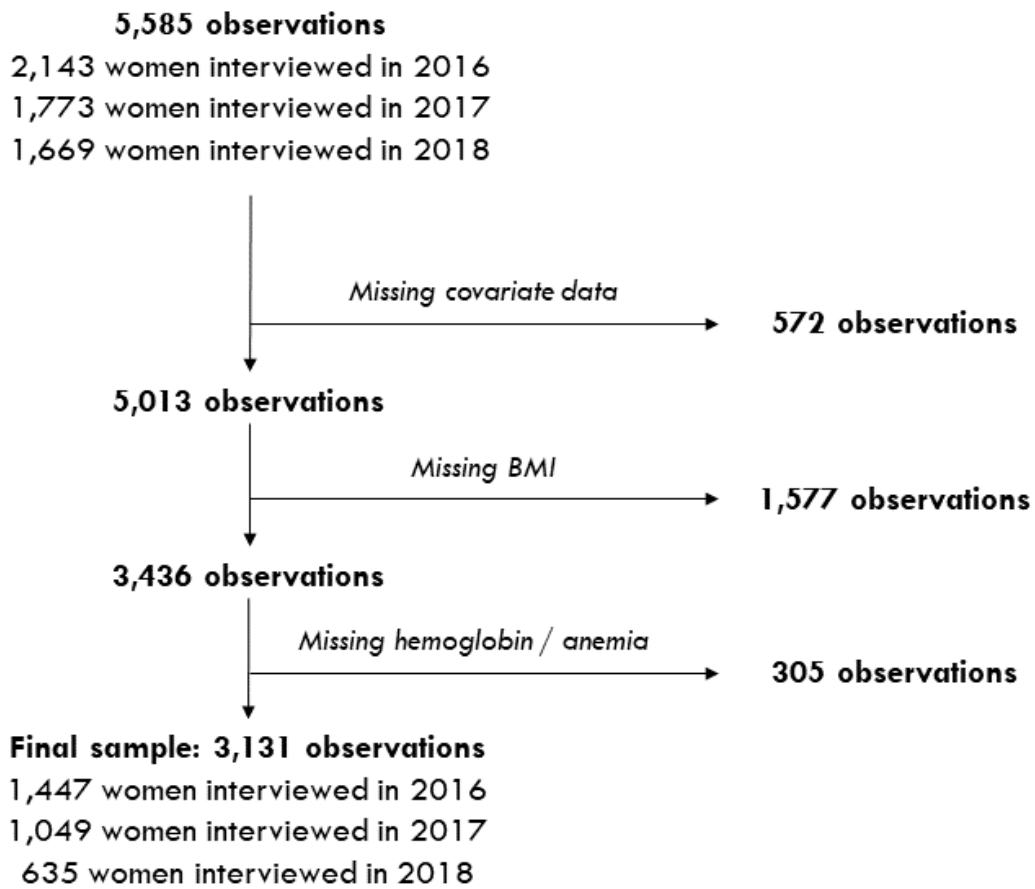 5,585 observations
2,143 women interviewed in 2016
1,773 women interviewed in 2017
1,669 women interviewed in 2018
Missing covariate data
572 observations
5,013 observations
Missing BMI
1,577 observations
3,436 observations
Missing hemoglobin / anemia
305 observations
Final sample: 3,131 observations
1,447 women interviewed in 2016
1,049 women interviewed in 2017
635 women interviewed in 2018